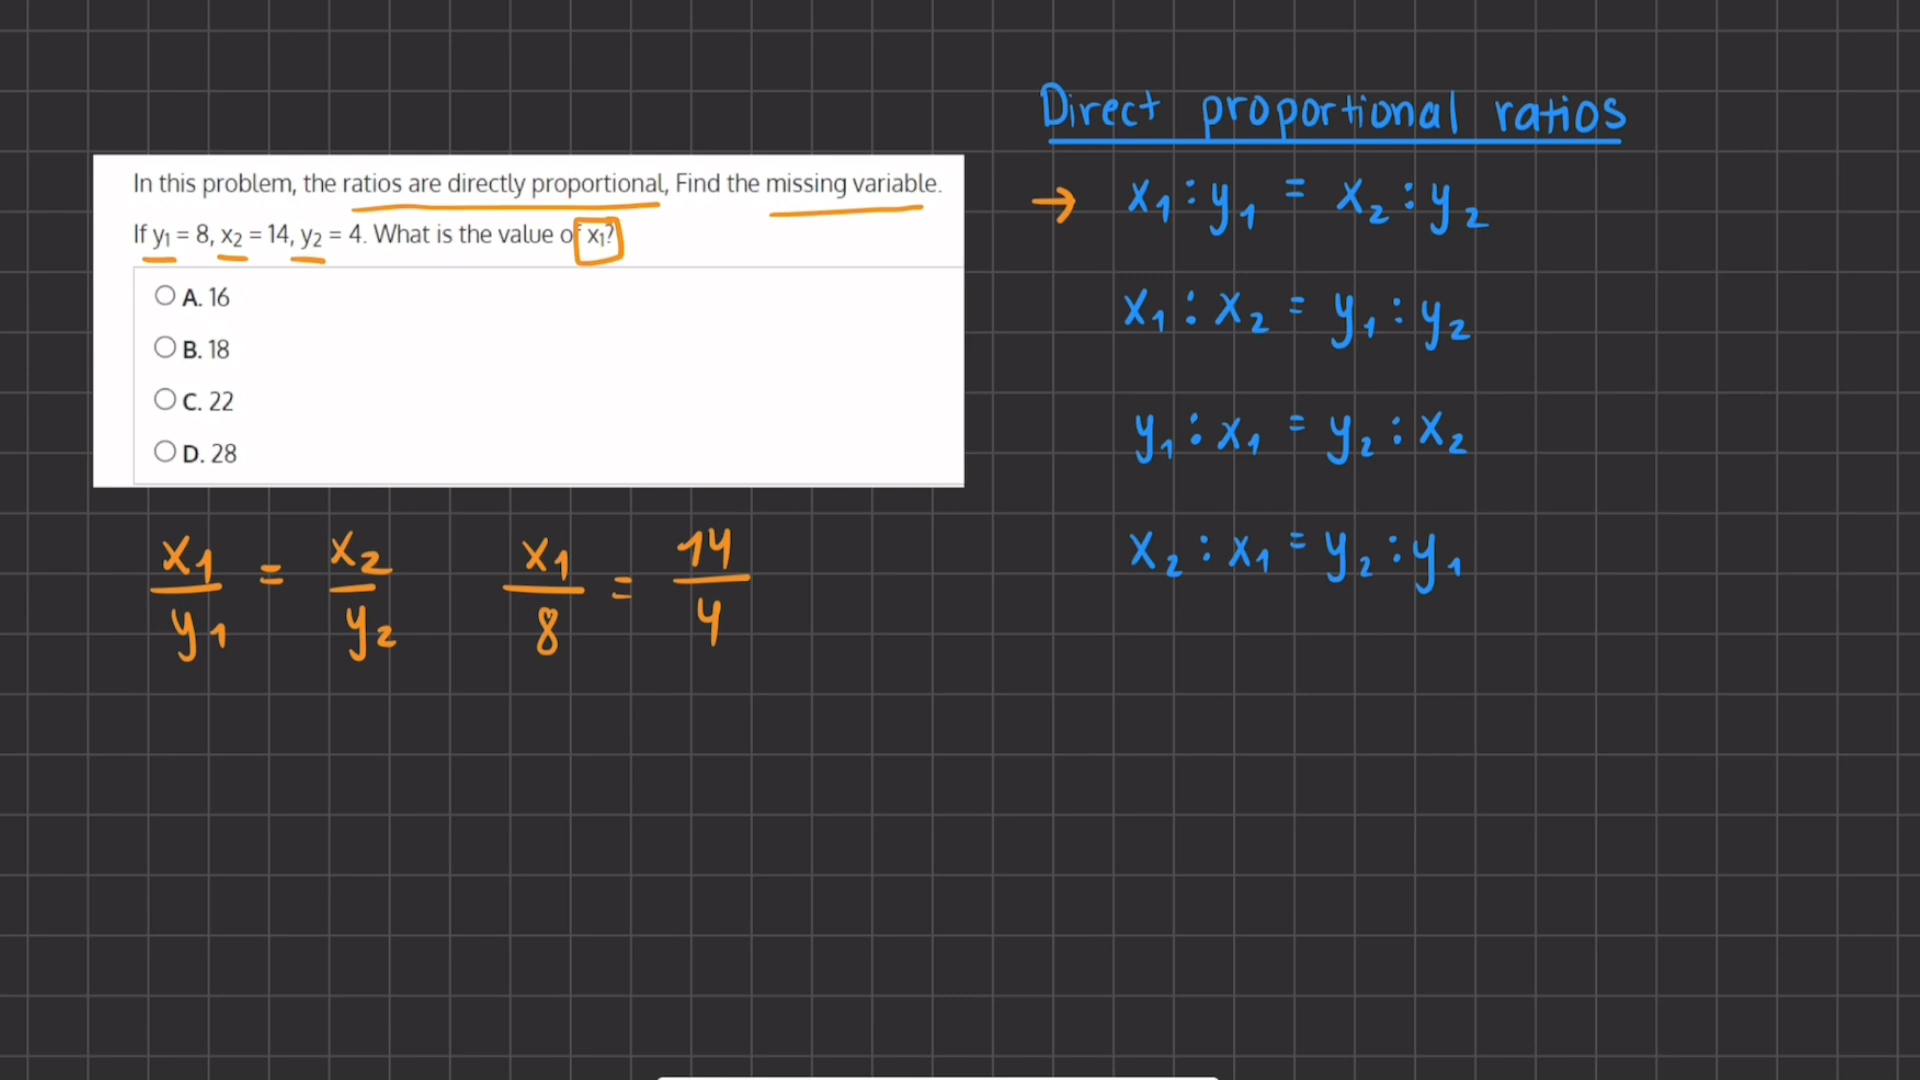 In this problem, the ratios are directly proportional, Find the missing variable.
If y₁ = 8, x₂ = 14, y₂ = 4. What is the value of x₁?
A. 16
B. 18
C. 22
D. 28
x₁/y₁ = x₂/y₂
x₁/8 = 14/4
Direct proportional ratios
→ x₁ : y₁ = x₂ : y₂
x₁ : x₂ = y₁ : y₂
y₁ : x₁ = y₂ : x₂
x₂ : x₁ = y₂ : y₁